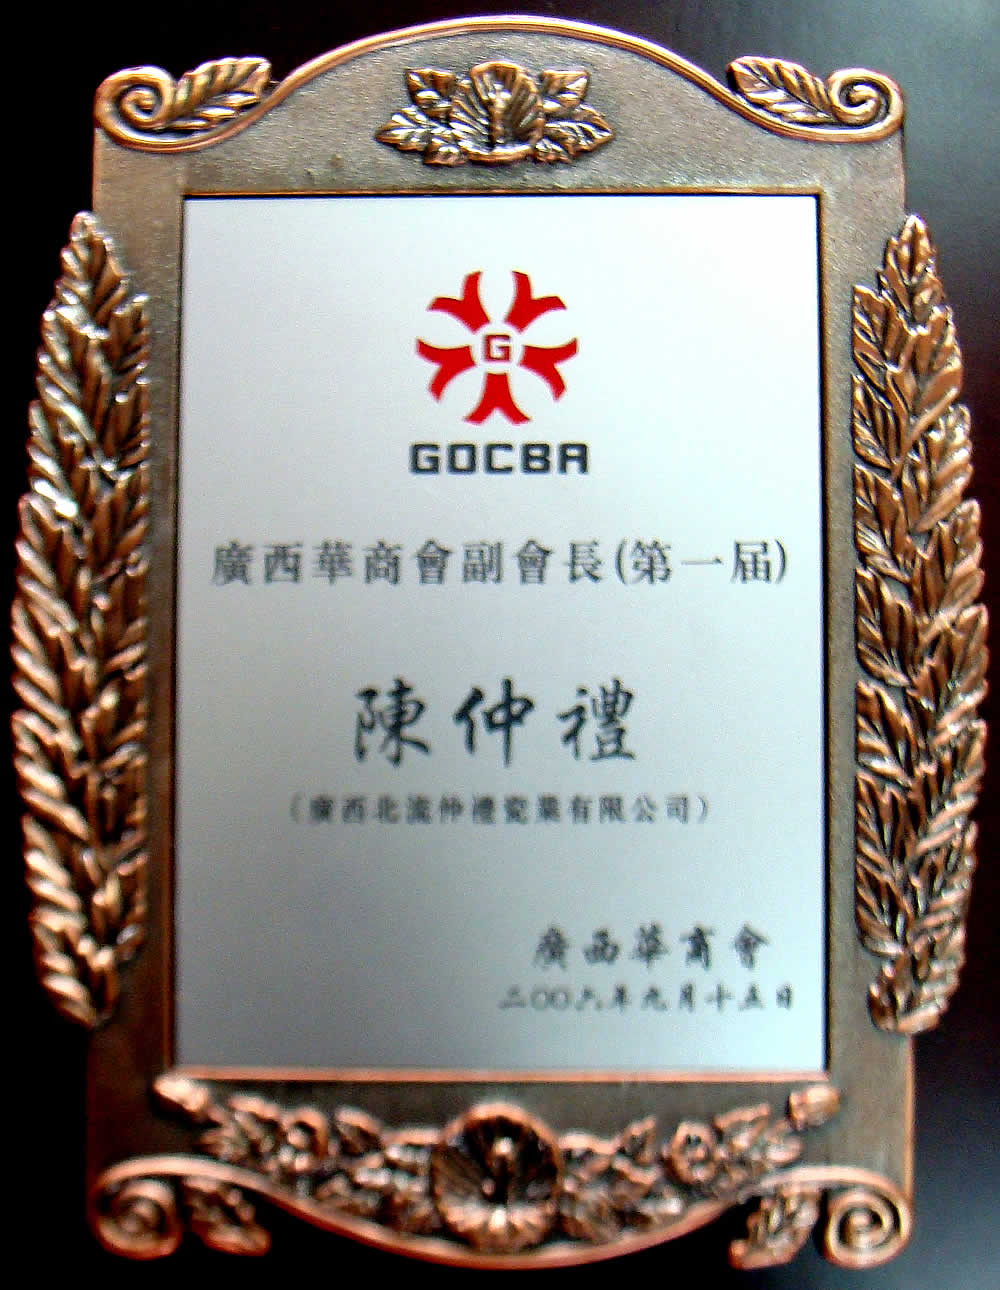 G
GOCBA
廣西華商會副會長(第一届)
陳仲禮
(廣西北流仲禮瓷業有限公司)
廣西華商會
二〇〇六年九月十五日